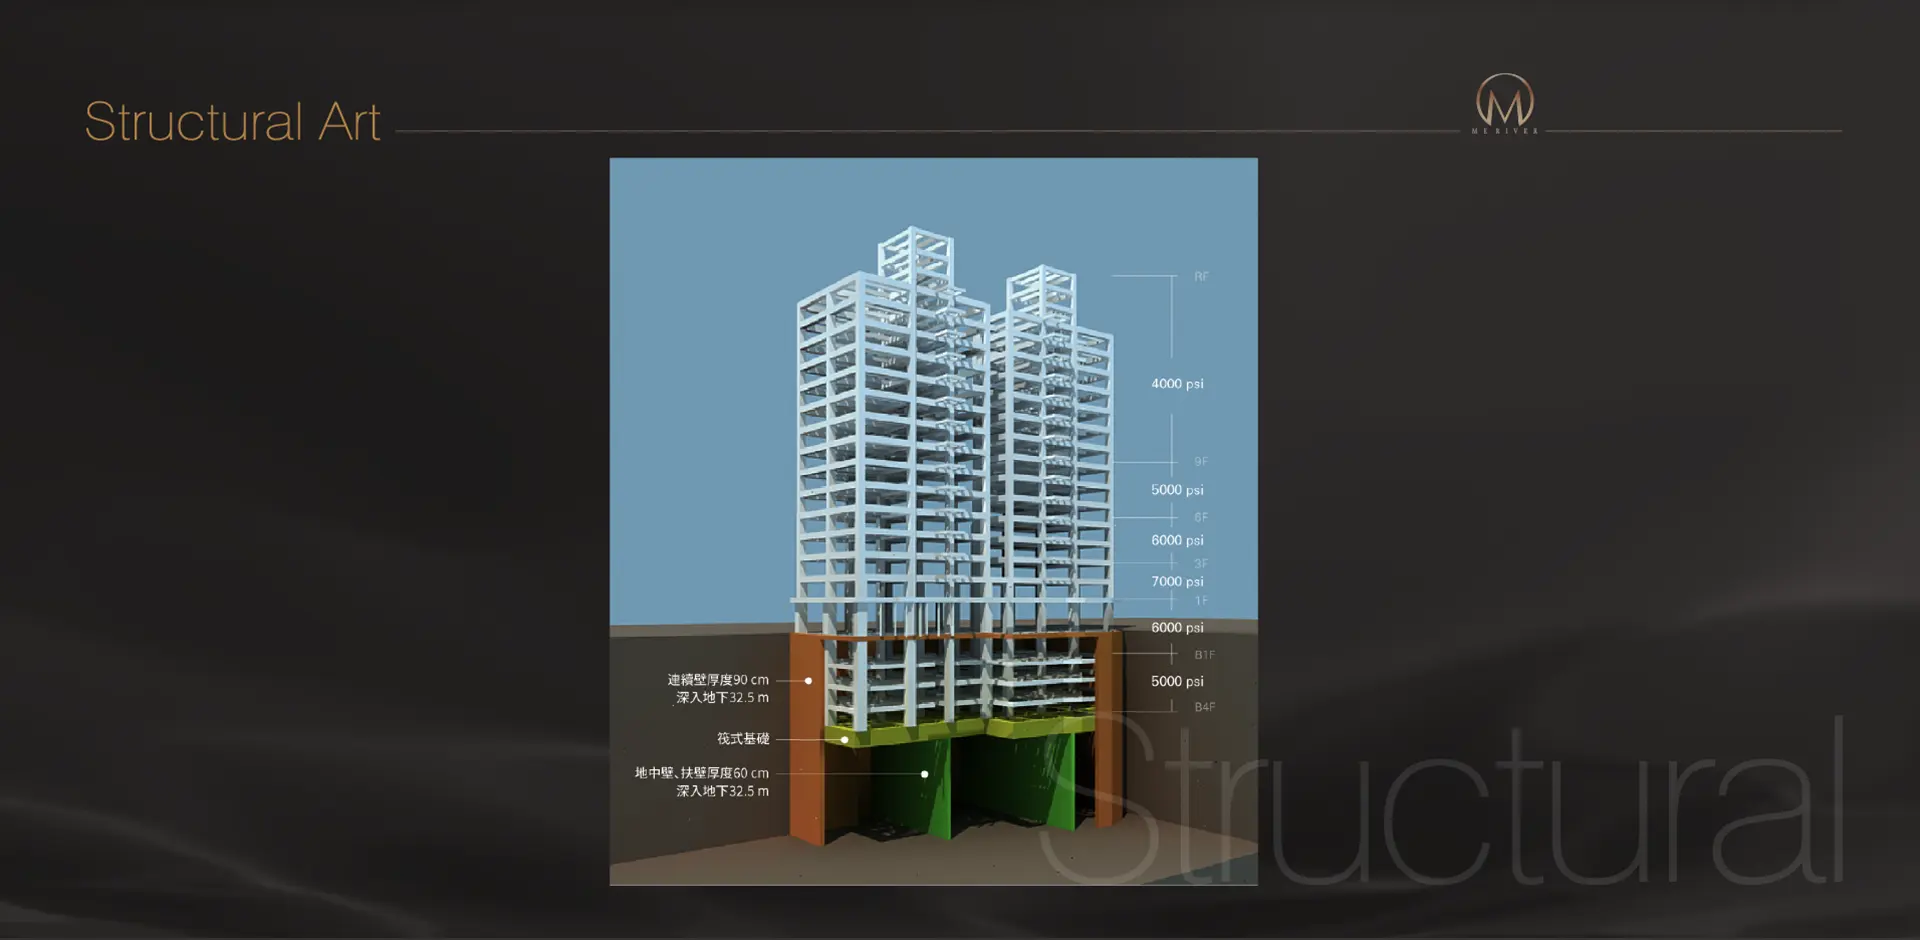 Structural Art
MERIVER
RF
4000 psi
9F
5000 psi
6F
6000 psi
3F
7000 psi
1F
6000 psi
B1F
5000 psi
B4F
連續壁厚度90 cm
深入地下32.5 m
筏式基礎
地中壁、扶壁厚度60 cm
深入地下32.5 m
Structural